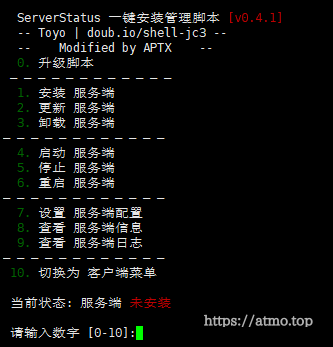 ServerStatus 一键安装管理脚本 [v0.4.1]
-- Toyo | doub.io/shell-jc3 --
--    Modified by APTX    --
0. 升级脚本
————————————
1. 安装 服务端
2. 更新 服务端
3. 卸载 服务端
————————————
4. 启动 服务端
5. 停止 服务端
6. 重启 服务端
————————————
7. 设置 服务端配置
8. 查看 服务端信息
9. 查看 服务端日志
————————————
10. 切换为 客户端菜单
当前状态: 服务端 未安装
https://atmo.top
请输入数字 [0-10]: